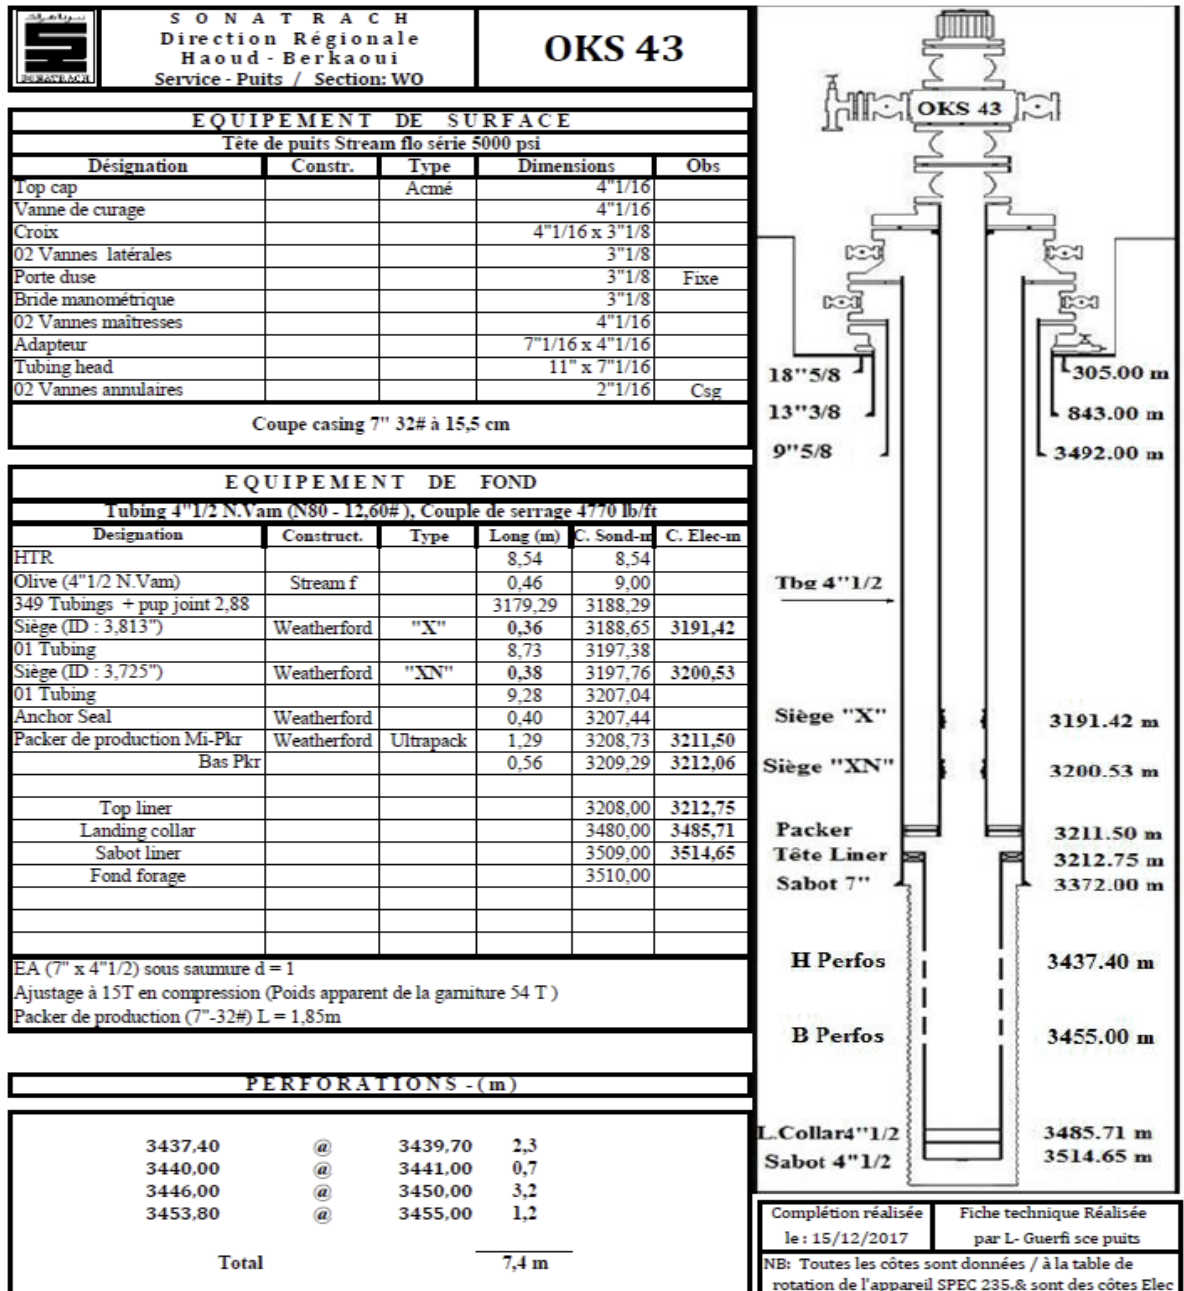 SONATRACH
Direction Régionale
Haoud - Berkaoui
Service - Puits / Section: WO
OKS 43
EQUIPEMENT DE SURFACE
Tête de puits Stream flo série 5000 psi
Désignation Constr. Type Dimensions Obs
Top cap Acmé 4"1/16
Vanne de curage 4"1/16
Croix 4"1/16 x 3"1/8
02 Vannes latérales 3"1/8
Porte duse 3"1/8 Fixe
Bride manométrique 3"1/8
02 Vannes maîtresses 4"1/16
Adapteur 7"1/16 x 4"1/16
Tubing head 11" x 7"1/16
02 Vannes annulaires 2"1/16 Csg
Coupe casing 7" 32# à 15,5 cm
EQUIPEMENT DE FOND
Tubing 4"1/2 N.Vam (N80 - 12,60# ), Couple de serrage 4770 lb/ft
Designation Construct. Type Long (m) C. Sond-m C. Elec-m
HTR 8,54 8,54
Olive (4"1/2 N.Vam) Stream f 0,46 9,00
349 Tubings + pup joint 2,88 3179,29 3188,29
Siège (ID : 3,813") Weatherford "X" 0,36 3188,65 3191,42
01 Tubing 8,73 3197,38
Siège (ID : 3,725") Weatherford "XN" 0,38 3197,76 3200,53
01 Tubing 9,28 3207,04
Anchor Seal Weatherford 0,40 3207,44
Packer de production Mi-Pkr Weatherford Ultrapack 1,29 3208,73 3211,50
Bas Pkr 0,56 3209,29 3212,06
Top liner 3208,00 3212,75
Landing collar 3480,00 3485,71
Sabot liner 3509,00 3514,65
Fond forage 3510,00
EA (7" x 4"1/2) sous saumure d = 1
Ajustage à 15T en compression (Poids apparent de la garniture 54 T )
Packer de production (7"-32#) L = 1,85m
PERFORATIONS - ( m )
3437,40 @ 3439,70 2,3
3440,00 @ 3441,00 0,7
3446,00 @ 3450,00 3,2
3453,80 @ 3455,00 1,2
Total 7,4 m
OKS 43
18"5/8 305.00 m
13"3/8 843.00 m
9"5/8 3492.00 m
Tbg 4"1/2
Siège "X" 3191.42 m
Siège "XN" 3200.53 m
Packer 3211.50 m
Tête Liner 3212.75 m
Sabot 7" 3372.00 m
H Perfos 3437.40 m
B Perfos 3455.00 m
L.Collar4"1/2 3485.71 m
Sabot 4"1/2 3514.65 m
Complétion réalisée
le : 15/12/2017
Fiche technique Réalisée
par L- Guerfi sce puits
NB: Toutes les côtes sont données / à la table de
rotation de l'appareil SPEC 235.& sont des côtes Elec